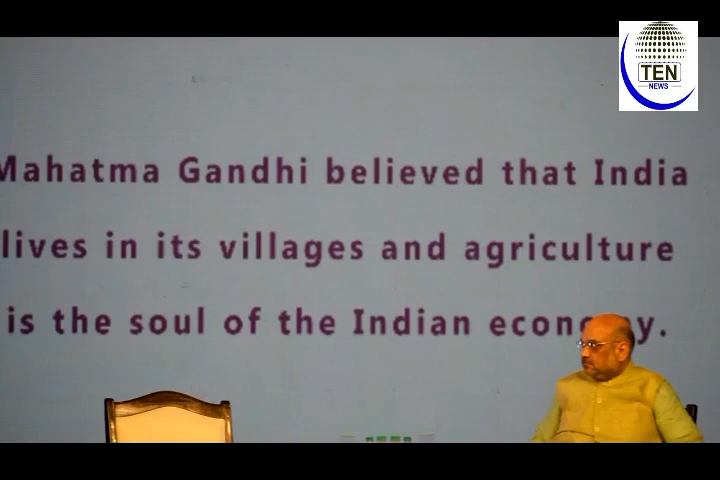 TEN
NEWS
Mahatma Gandhi believed that India
lives in its villages and agriculture
is the soul of the Indian economy.